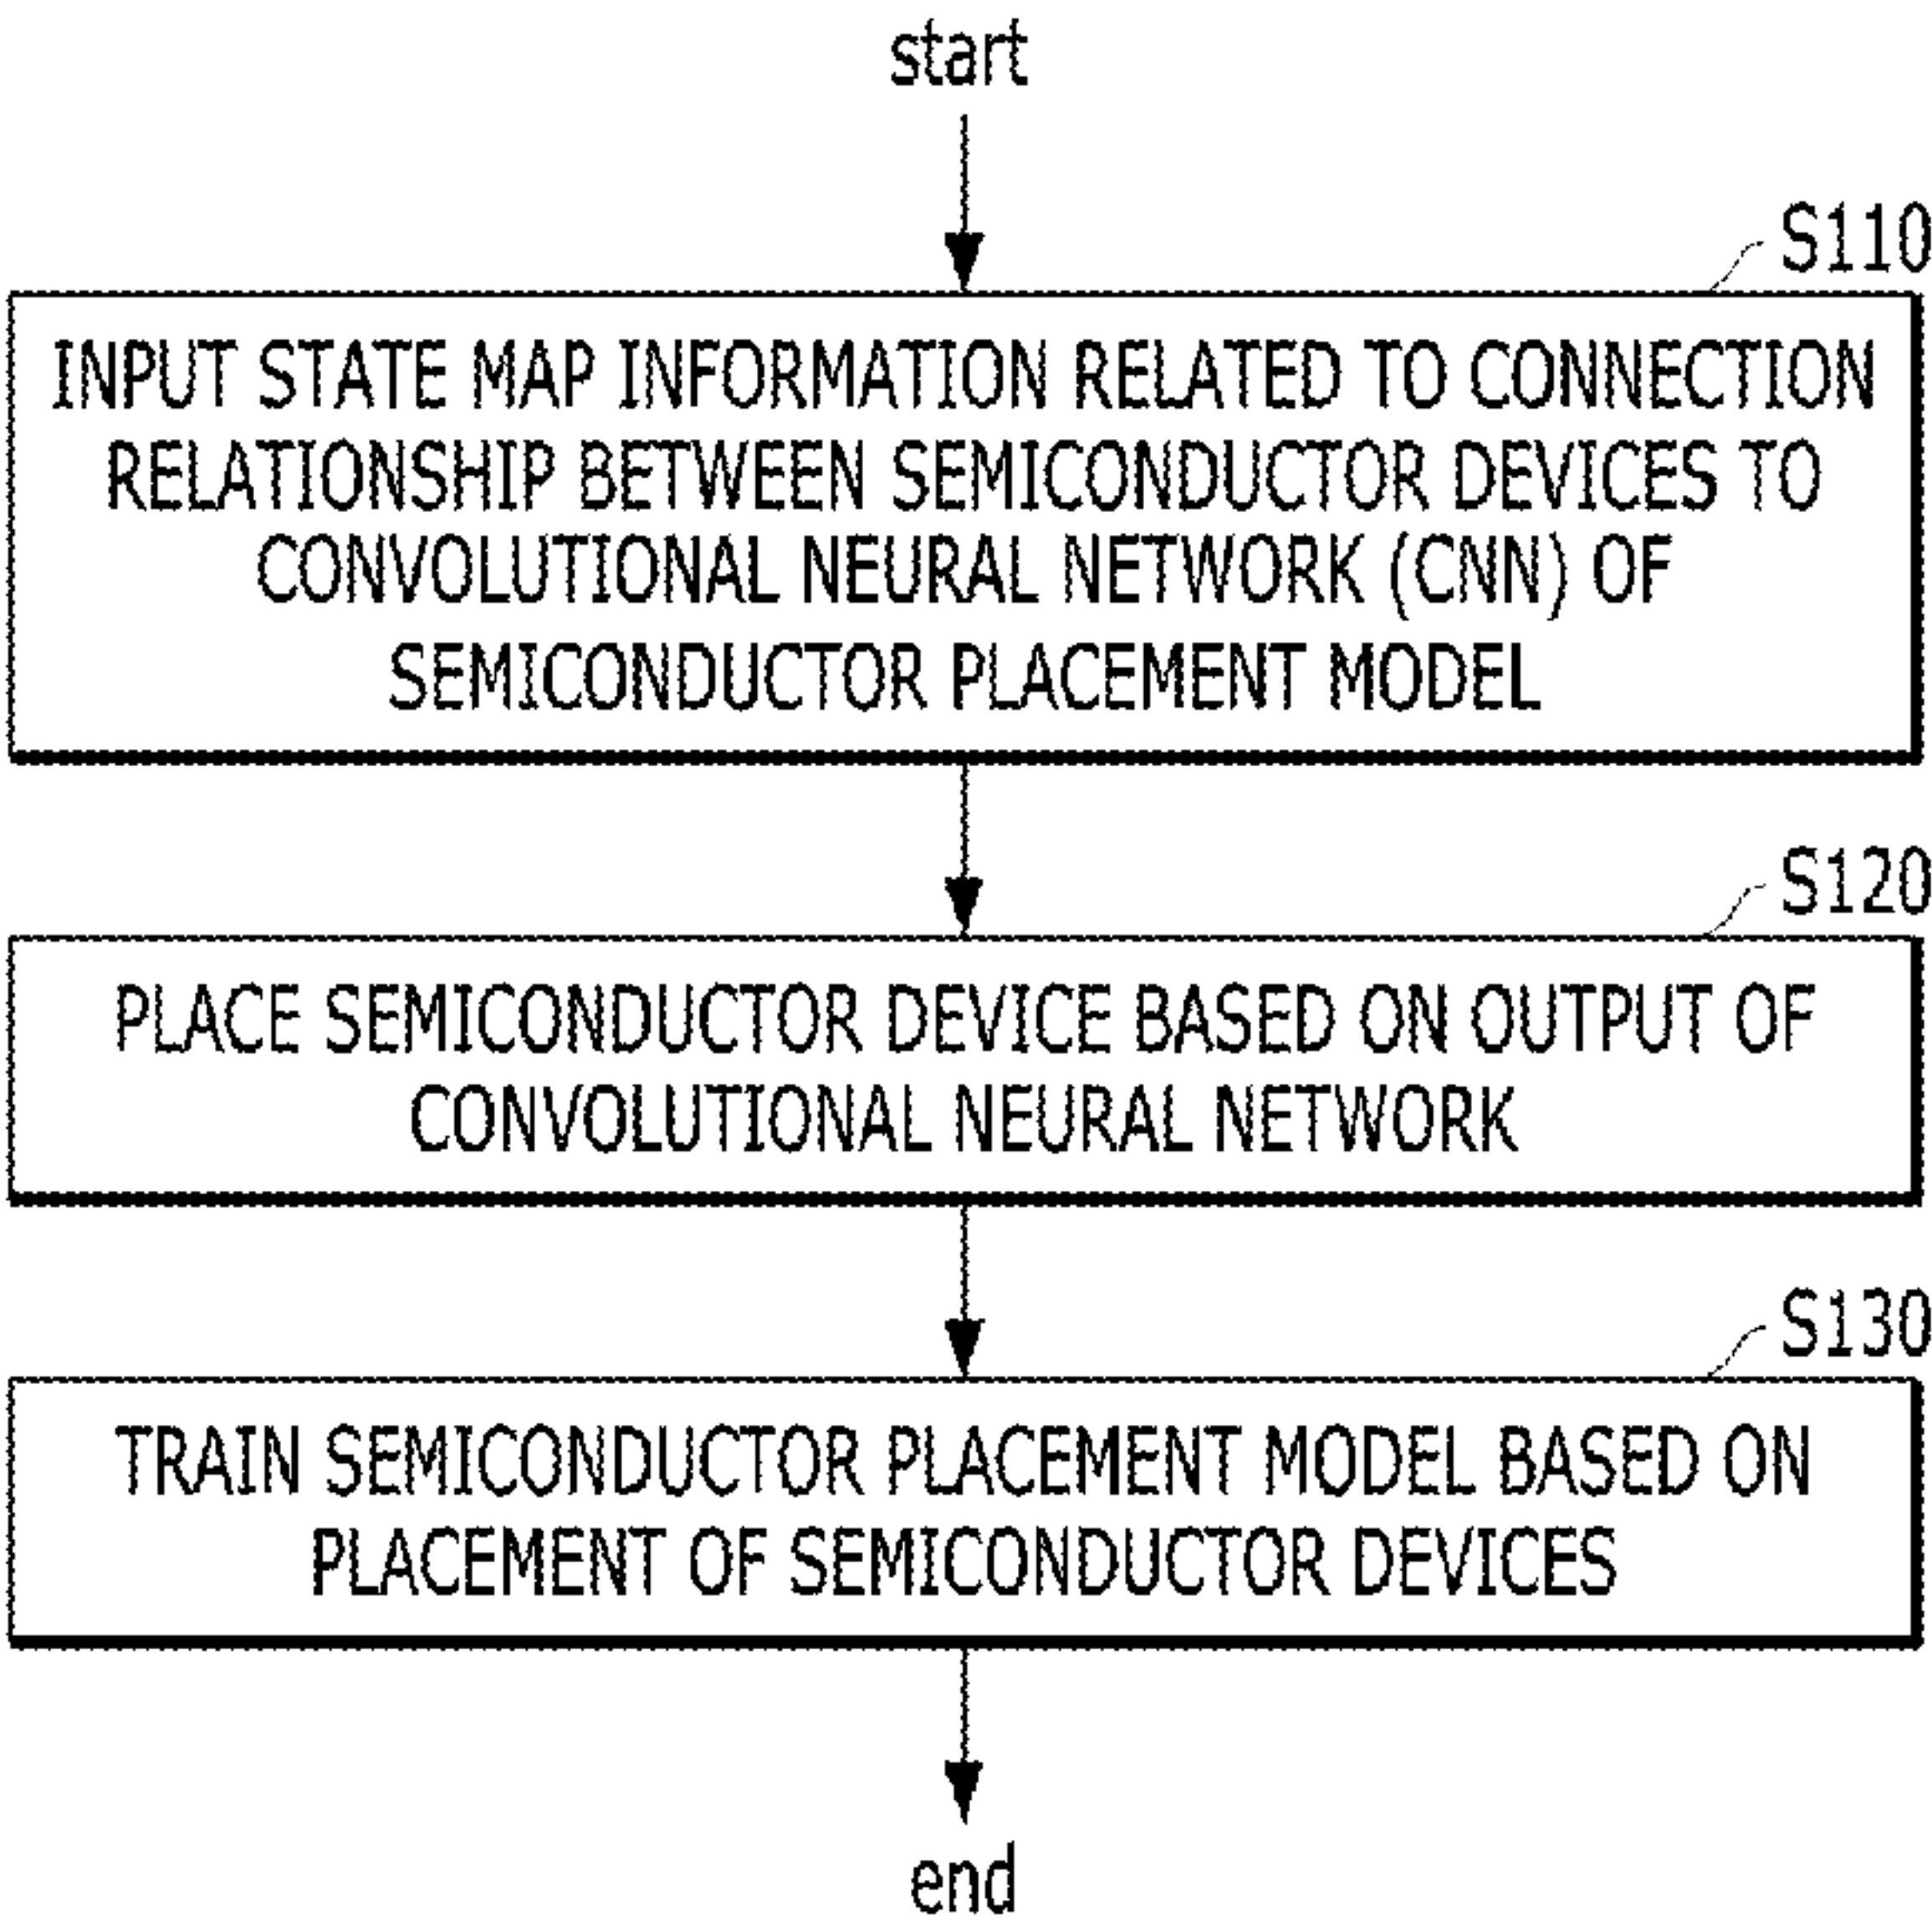 start
S110
INPUT STATE MAP INFORMATION RELATED TO CONNECTION
RELATIONSHIP BETWEEN SEMICONDUCTOR DEVICES TO
CONVOLUTIONAL NEURAL NETWORK (CNN) OF
SEMICONDUCTOR PLACEMENT MODEL
S120
PLACE SEMICONDUCTOR DEVICE BASED ON OUTPUT OF
CONVOLUTIONAL NEURAL NETWORK
S130
TRAIN SEMICONDUCTOR PLACEMENT MODEL BASED ON
PLACEMENT OF SEMICONDUCTOR DEVICES
end